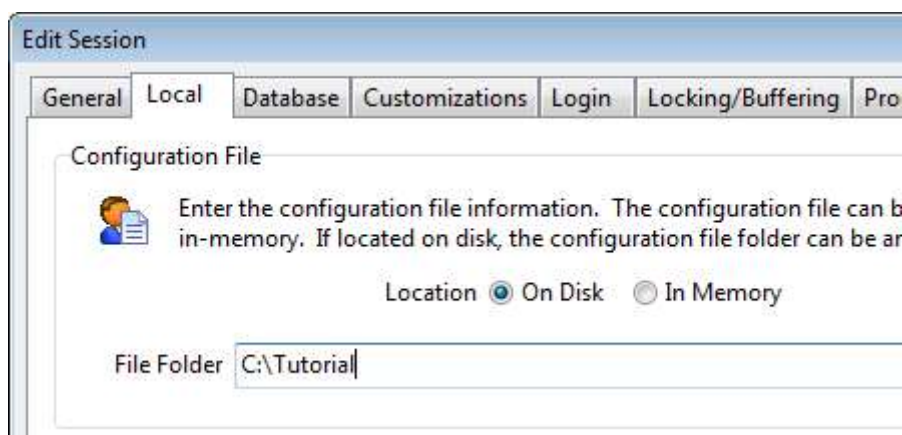 Edit Session
General Local Database Customizations Login Locking/Buffering Pro
Configuration File
Enter the configuration file information. The configuration file can b
in-memory. If located on disk, the configuration file folder can be ar
Location On Disk In Memory
File Folder C:\Tutorial